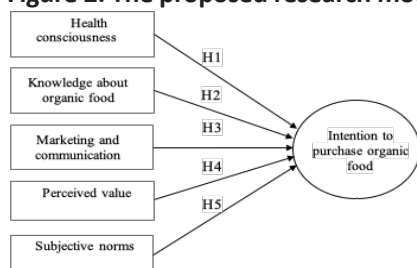 Figure 2. The proposed research mo
Health
consciousness
H1
Knowledge about
organic food
H2
H3
Marketing and
communication
Intention to
purchase organic
food
H4
Perceived value
H5
Subjective norms